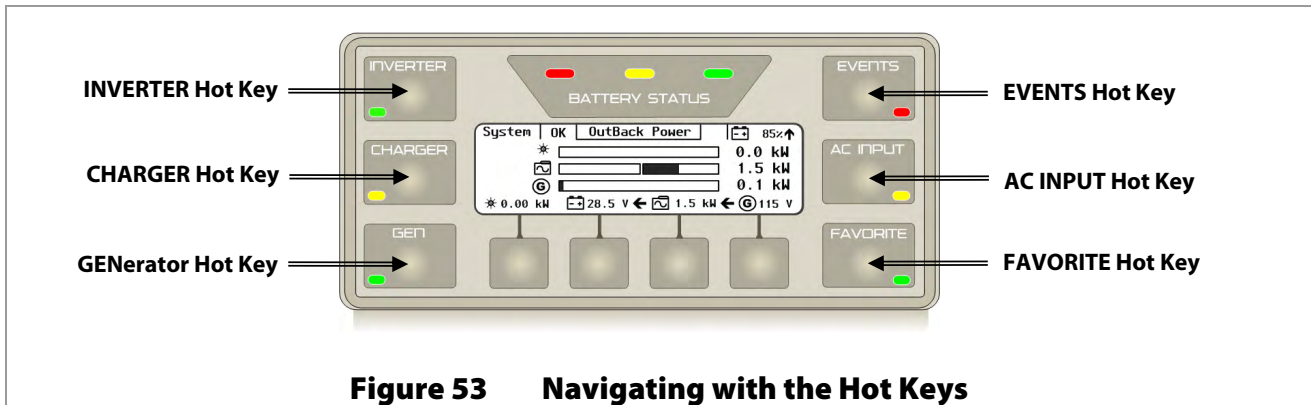 INVERTER Hot Key
CHARGER Hot Key
GENerator Hot Key
INVERTER
CHARGER
GEN
BATTERY STATUS
System OK OutBack Power 85%↑
0.0 kW
1.5 kW
G 0.1 kW
0.00 kW 28.5 V ← 1.5 kW ← G 115 V
EVENTS
AC INPUT
FAVORITE
EVENTS Hot Key
AC INPUT Hot Key
FAVORITE Hot Key
Figure 53 Navigating with the Hot Keys